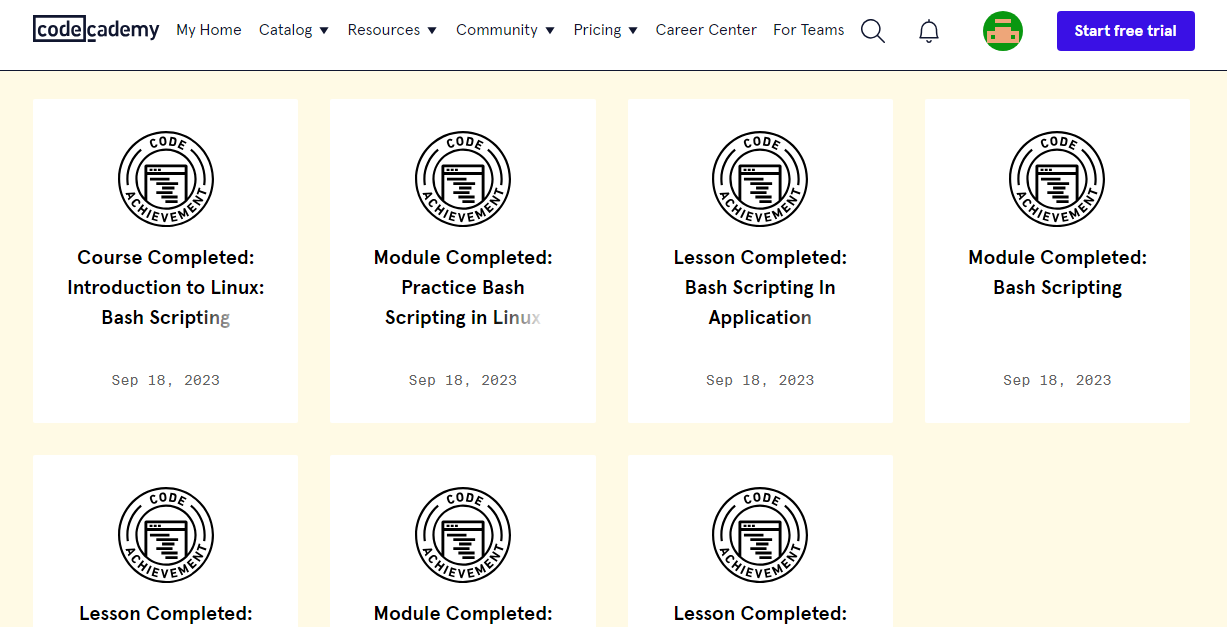 codecademy My Home Catalog Resources Community Pricing Career Center For Teams Start free trial
CODE ACHIEVEMENT
Course Completed:
Introduction to Linux:
Bash Scripting
Sep 18, 2023
CODE ACHIEVEMENT
Module Completed:
Practice Bash
Scripting in Linux
Sep 18, 2023
CODE ACHIEVEMENT
Lesson Completed:
Bash Scripting In
Application
Sep 18, 2023
CODE ACHIEVEMENT
Module Completed:
Bash Scripting
Sep 18, 2023
CODE ACHIEVEMENT
Lesson Completed:
CODE ACHIEVEMENT
Module Completed:
CODE ACHIEVEMENT
Lesson Completed: